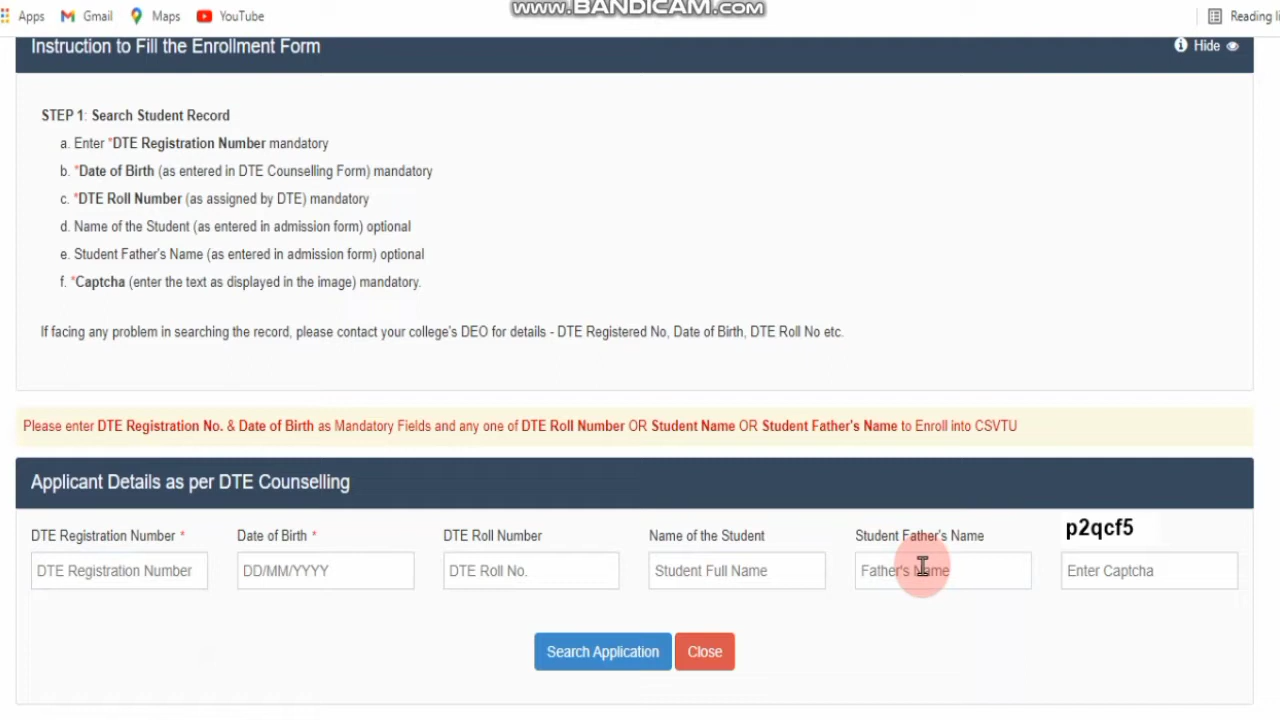 Apps Gmail Maps YouTube www.BANDICAM.com Reading li
Instruction to Fill the Enrollment Form Hide
STEP 1: Search Student Record
a. Enter *DTE Registration Number mandatory
b. *Date of Birth (as entered in DTE Counselling Form) mandatory
c. *DTE Roll Number (as assigned by DTE) mandatory
d. Name of the Student (as entered in admission form) optional
e. Student Father's Name (as entered in admission form) optional
f. *Captcha (enter the text as displayed in the image) mandatory.
If facing any problem in searching the record, please contact your college's DEO for details - DTE Registered No, Date of Birth, DTE Roll No etc.
Please enter DTE Registration No. & Date of Birth as Mandatory Fields and any one of DTE Roll Number OR Student Name OR Student Father's Name to Enroll into CSVTU
Applicant Details as per DTE Counselling
DTE Registration Number * Date of Birth * DTE Roll Number Name of the Student Student Father's Name p2qcf5
DTE Registration Number DD/MM/YYYY DTE Roll No. Student Full Name Father's Name Enter Captcha
Search Application Close